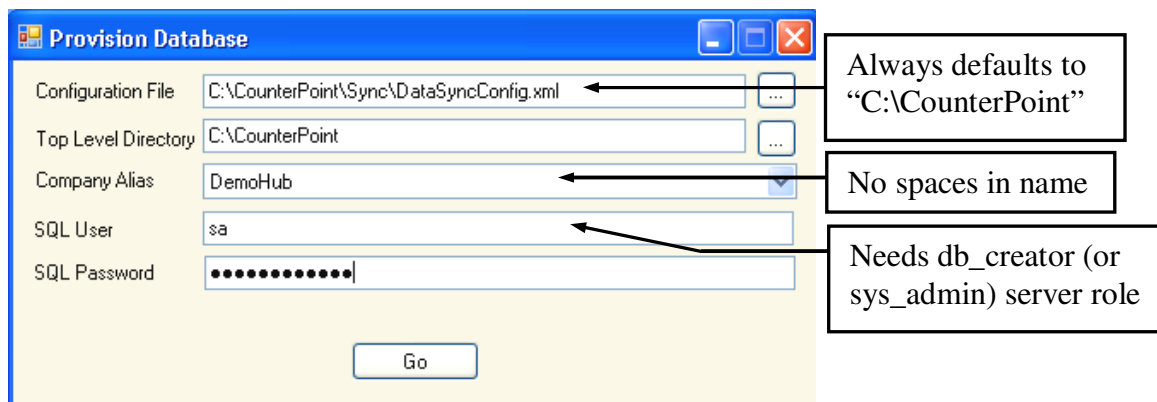 Provision Database
Configuration File C:\CounterPoint\Sync\DataSyncConfig.xml ...
Top Level Directory C:\CounterPoint ...
Company Alias DemoHub
SQL User sa
SQL Password ●●●●●●●●●●●●
Go
Always defaults to
“C:\CounterPoint”
No spaces in name
Needs db_creator (or
sys_admin) server role